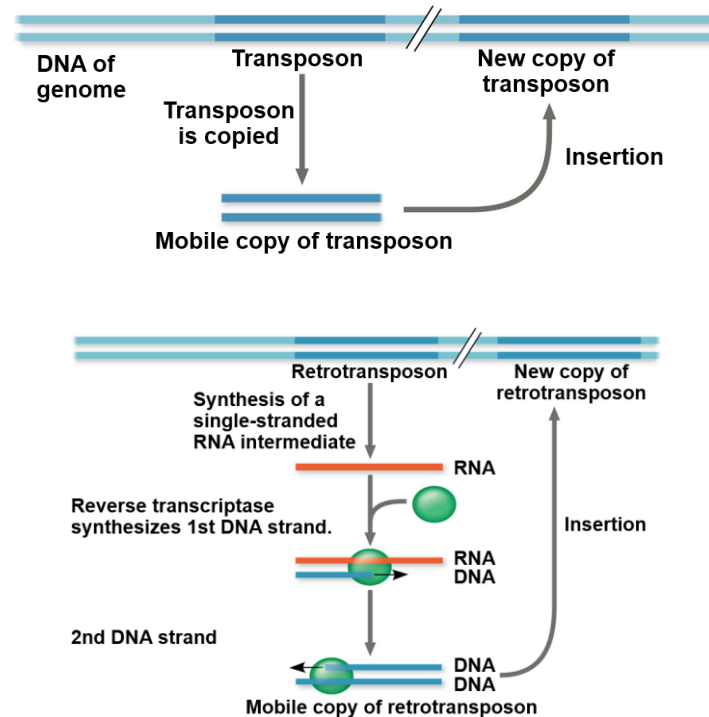 DNA of
genome
Transposon
New copy of
transposon
Transposon
is copied
Insertion
Mobile copy of transposon
Retrotransposon
New copy of
retrotransposon
Synthesis of a
single-stranded
RNA intermediate
RNA
Reverse transcriptase
synthesizes 1st DNA strand.
Insertion
RNA
DNA
2nd DNA strand
DNA
DNA
Mobile copy of retrotransposon